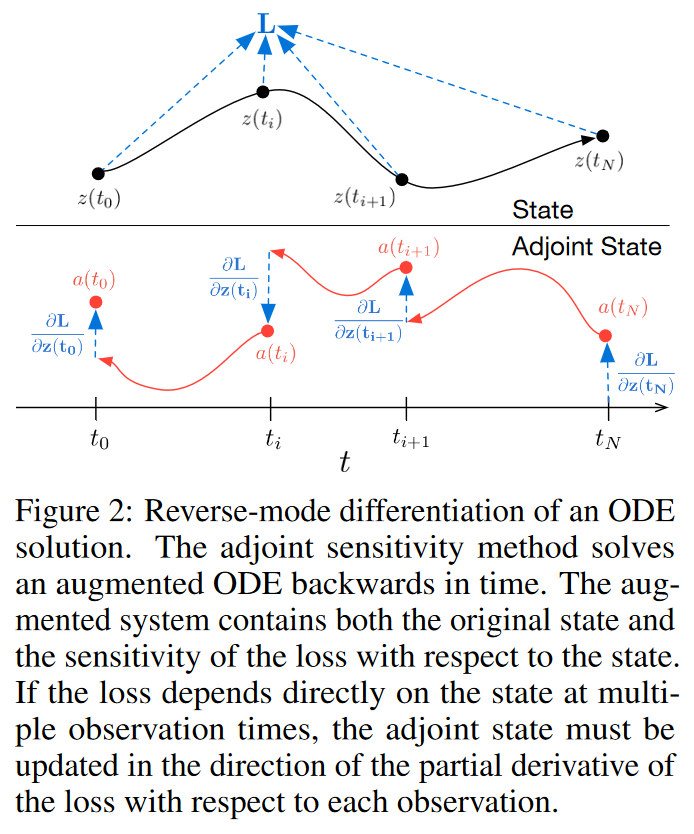 L
z(t_i)
z(t_0)
z(t_{i+1})
z(t_N)
State
Adjoint State
a(t_0)
∂L/∂z(t_i)
a(t_{i+1})
∂L/∂z(t_0)
a(t_i)
∂L/∂z(t_{i+1})
a(t_N)
∂L/∂z(t_N)
t_0 t_i t_{i+1} t_N
t
Figure 2: Reverse-mode differentiation of an ODE
solution. The adjoint sensitivity method solves
an augmented ODE backwards in time. The aug-
mented system contains both the original state and
the sensitivity of the loss with respect to the state.
If the loss depends directly on the state at multi-
ple observation times, the adjoint state must be
updated in the direction of the partial derivative of
the loss with respect to each observation.